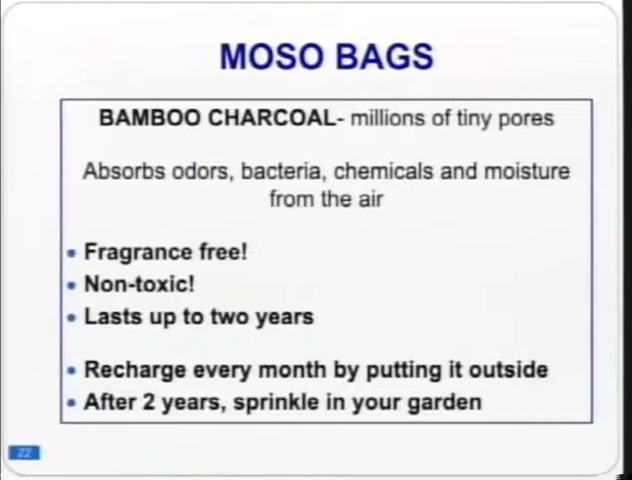 MOSO BAGS
BAMBOO CHARCOAL- millions of tiny pores
Absorbs odors, bacteria, chemicals and moisture
from the air
• Fragrance free!
• Non-toxic!
• Lasts up to two years
• Recharge every month by putting it outside
• After 2 years, sprinkle in your garden
22